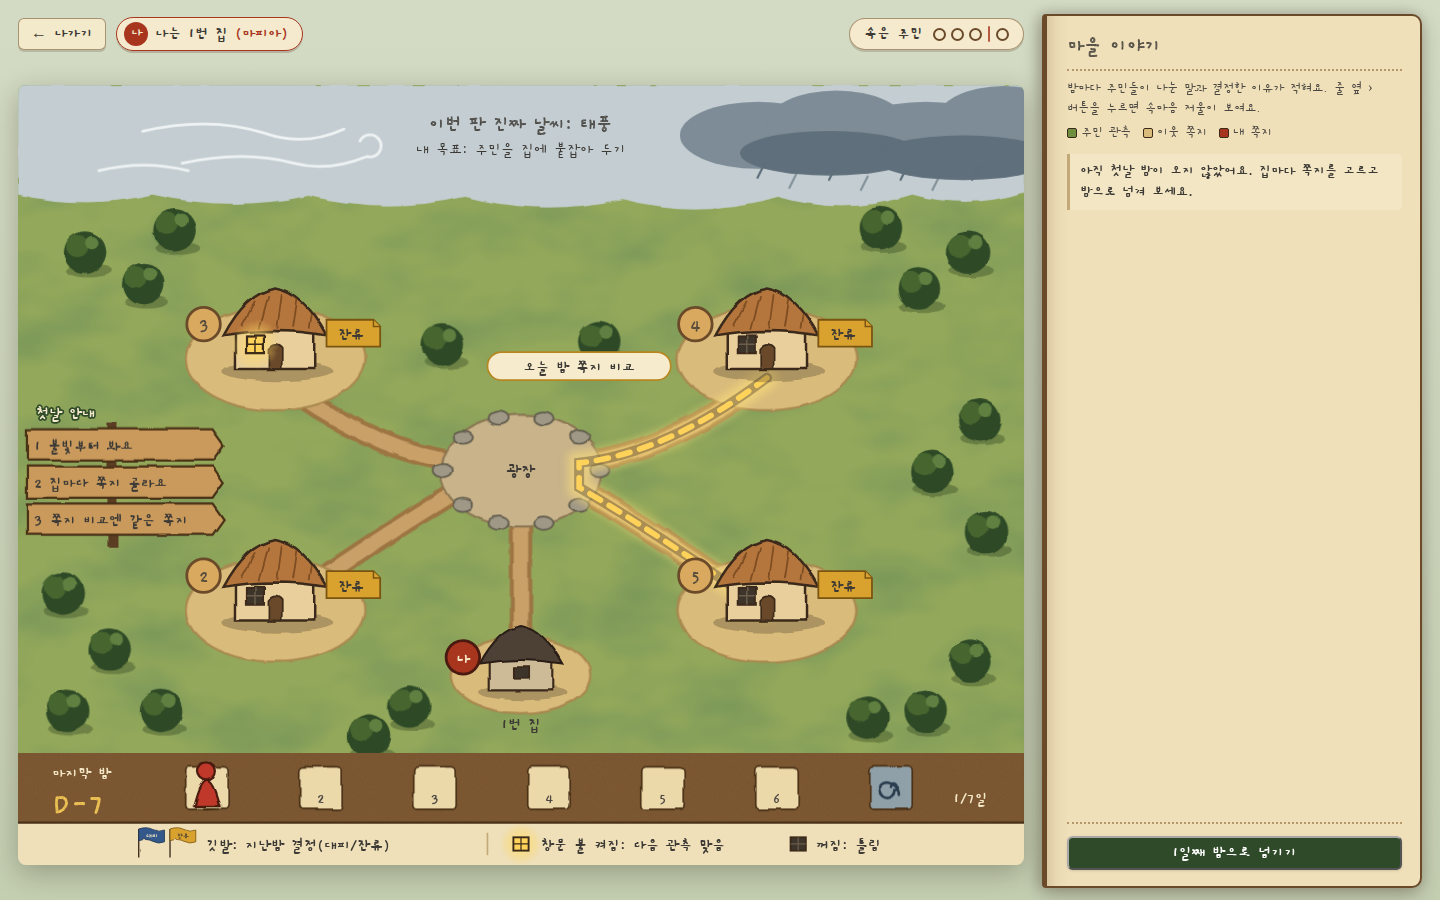 ← 나가기
나 나는 1번 집 (마피아)
속은 주민
이번 판 진짜 날씨: 태풍
내 목표: 주민을 집에 붙잡아 두기
3
잔류
4
잔류
오늘 밤 쪽지 비교
첫날 안내
1 불빛부터 봐요
2 집마다 쪽지 골라요
3 쪽지 비교엔 같은 쪽지
광장
2
잔류
5
잔류
나
1번 집
마지막 밤
D-7
2
3
4
5
6
1/7일
깃발: 지난밤 결정(대피/잔류)
창문 불 켜짐: 다음 관측 맞음
꺼짐: 틀림
마을 이야기
밤마다 주민들이 나눈 말과 결정한 이유가 적혀요. 줄 옆 ›
버튼을 누르면 속마음 저울이 보여요.
주민 관측
이웃 쪽지
내 쪽지
아직 첫날 밤이 오지 않았어요. 집마다 쪽지를 고르고
밤으로 넘겨 보세요.
1일째 밤으로 넘기기